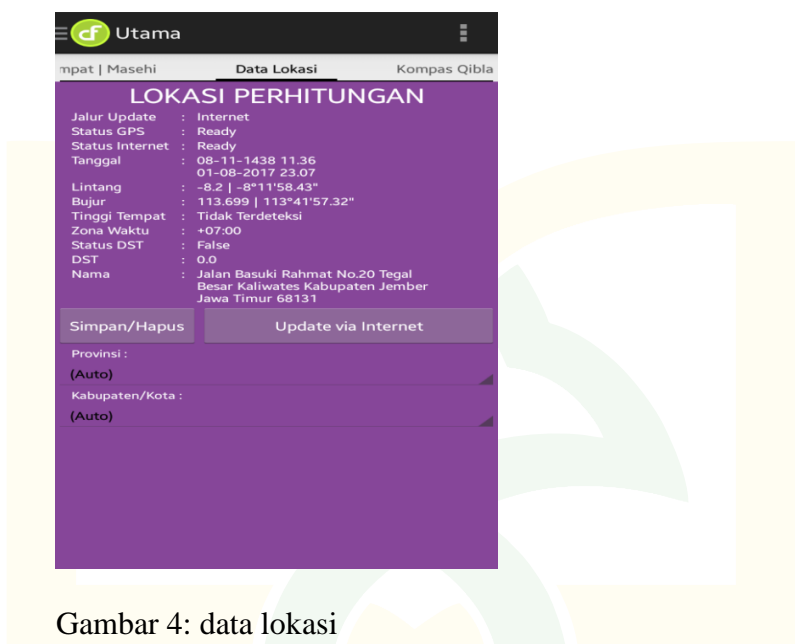 cf Utama
mpat | Masehi Data Lokasi Kompas Qibla
LOKASI PERHITUNGAN
Jalur Update : Internet
Status GPS : Ready
Status Internet : Ready
Tanggal : 08-11-1438 11.36
01-08-2017 23.07
Lintang : -8.2 | -8°11'58.43"
Bujur : 113.699 | 113°41'57.32"
Tinggi Tempat : Tidak Terdeteksi
Zona Waktu : +07:00
Status DST : False
DST : 0.0
Nama : Jalan Basuki Rahmat No.20 Tegal
Besar Kaliwates Kabupaten Jember
Jawa Timur 68131
Simpan/Hapus Update via Internet
Provinsi :
(Auto)
Kabupaten/Kota :
(Auto)
Gambar 4: data lokasi